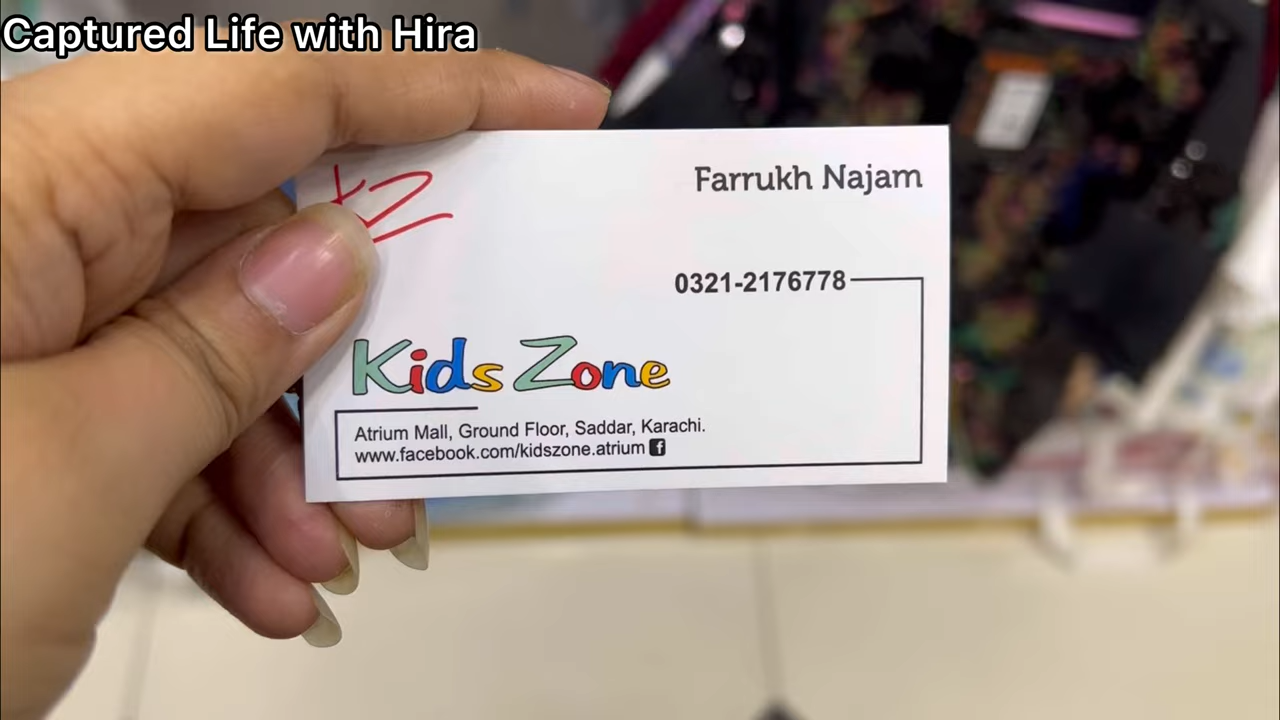 Captured Life with Hira
Farrukh Najam
0321-2176778
Kids Zone
Atrium Mall, Ground Floor, Saddar, Karachi.
www.facebook.com/kidszone.atrium f